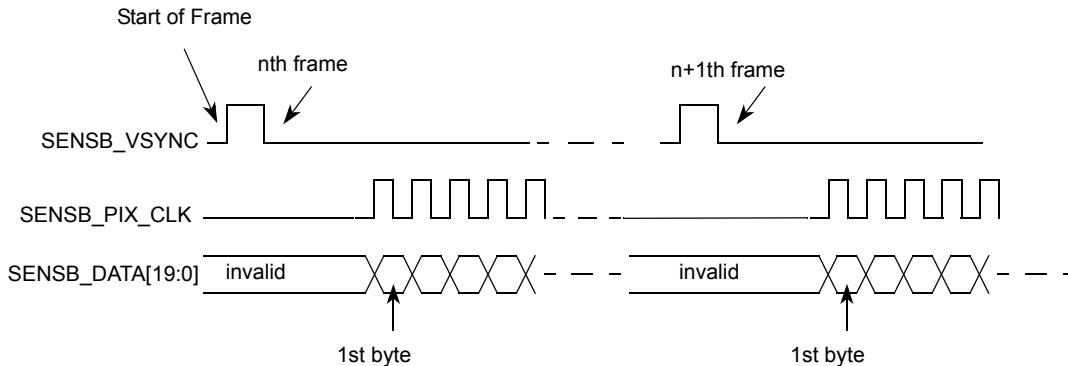 Start of Frame
nth frame
n+1th frame
SENSB_VSYNC
SENSB_PIX_CLK
SENSB_DATA[19:0]
invalid
invalid
1st byte
1st byte